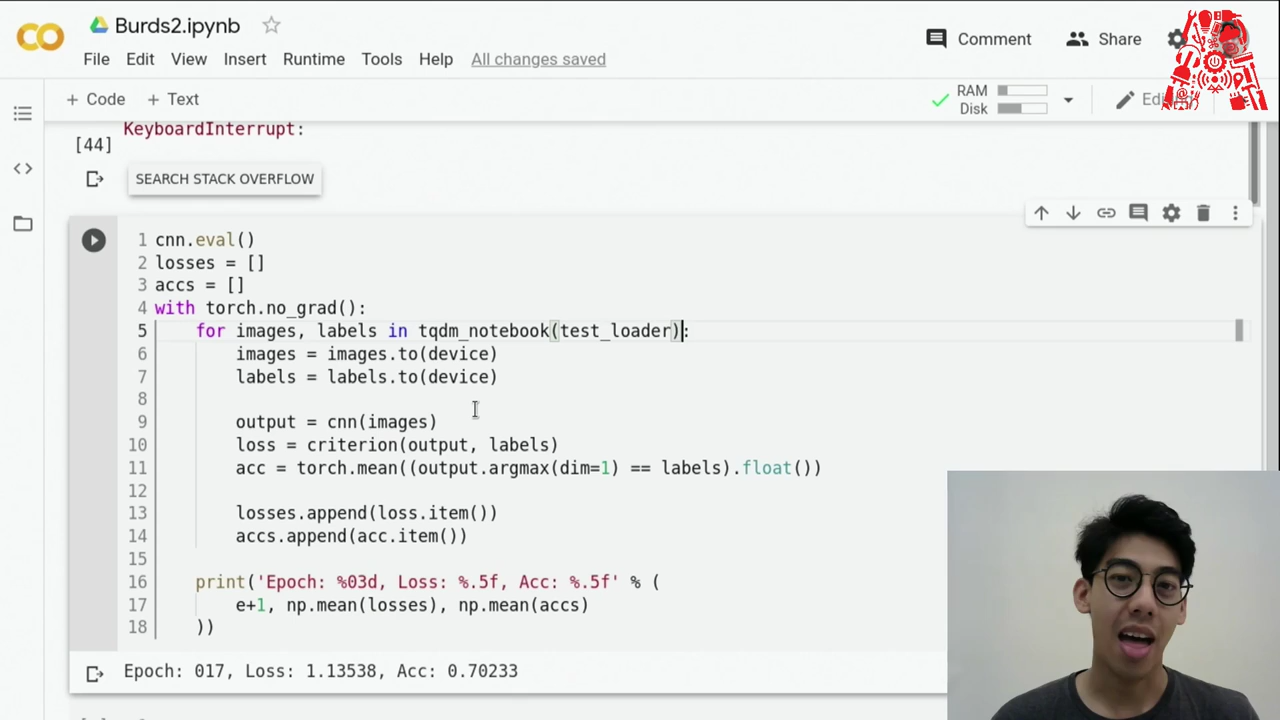 Burds2.ipynb
Comment
Share
File Edit View Insert Runtime Tools Help All changes saved
+ Code + Text
RAM
Disk
KeyboardInterrupt:
[44]
SEARCH STACK OVERFLOW
1 cnn.eval()
2 losses = []
3 accs = []
4 with torch.no_grad():
5     for images, labels in tqdm_notebook(test_loader):
6         images = images.to(device)
7         labels = labels.to(device)
8
9         output = cnn(images)
10         loss = criterion(output, labels)
11         acc = torch.mean((output.argmax(dim=1) == labels).float())
12
13         losses.append(loss.item())
14         accs.append(acc.item())
15
16     print('Epoch: %03d, Loss: %.5f, Acc: %.5f' % (
17         e+1, np.mean(losses), np.mean(accs)
18     ))
Epoch: 017, Loss: 1.13538, Acc: 0.70233